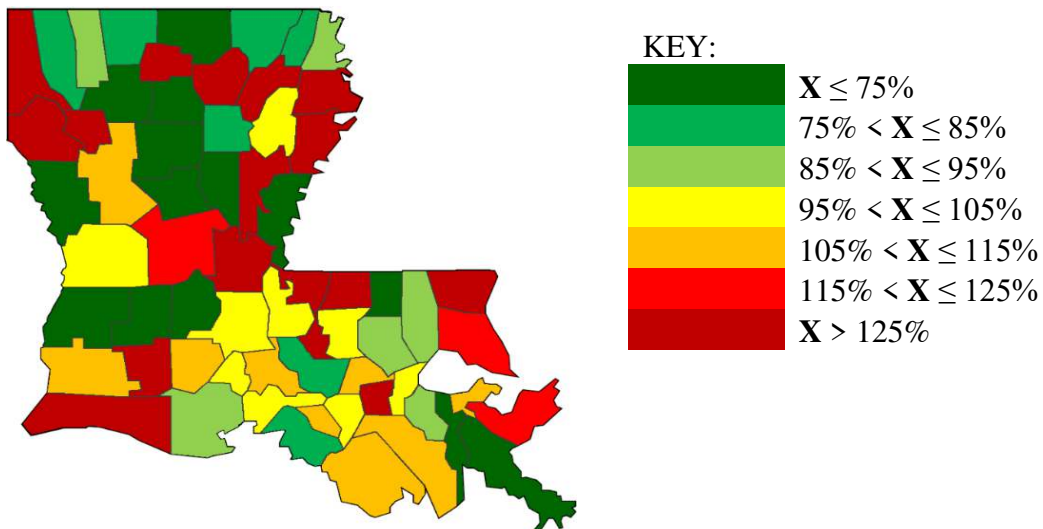 KEY:
X ≤ 75%
75% < X ≤ 85%
85% < X ≤ 95%
95% < X ≤ 105%
105% < X ≤ 115%
115% < X ≤ 125%
X > 125%